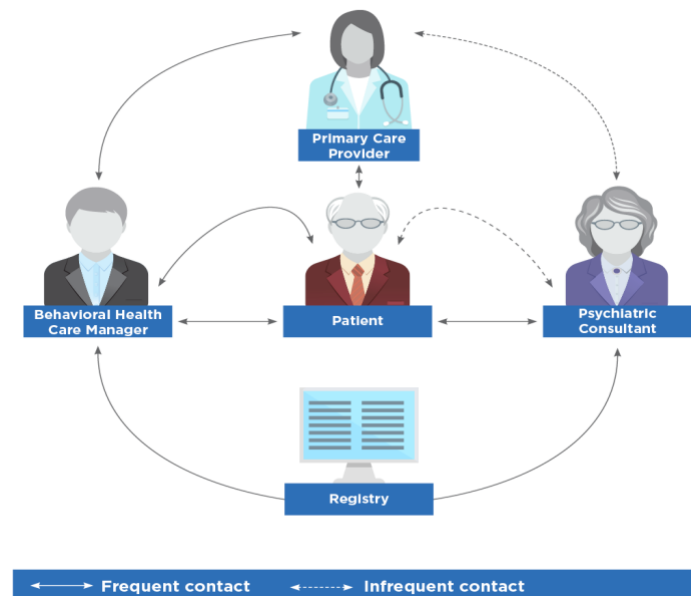 Primary Care
Provider
Behavioral Health
Care Manager
Patient
Psychiatric
Consultant
Registry
Frequent contact
Infrequent contact